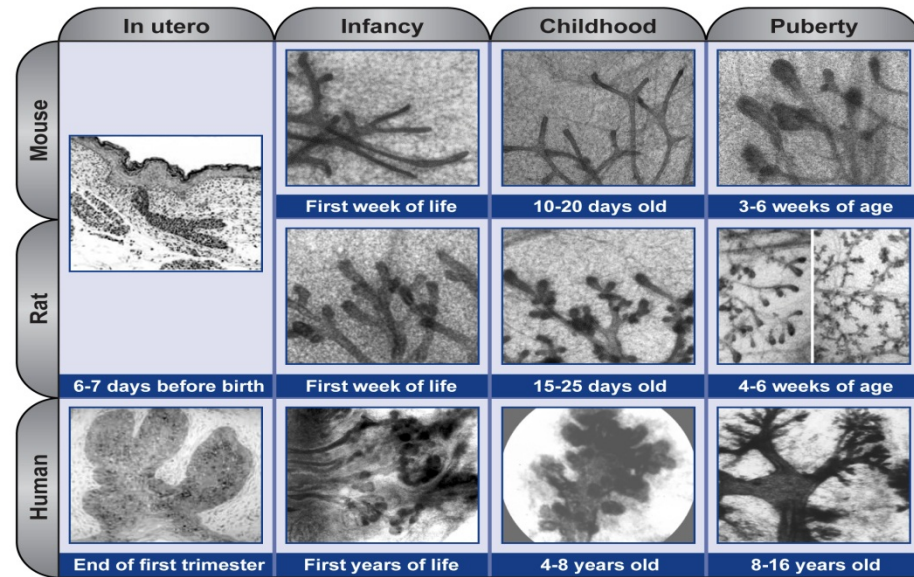 In utero
Infancy
Childhood
Puberty
Mouse
First week of life
10-20 days old
3-6 weeks of age
Rat
6-7 days before birth
First week of life
15-25 days old
4-6 weeks of age
Human
End of first trimester
First years of life
4-8 years old
8-16 years old